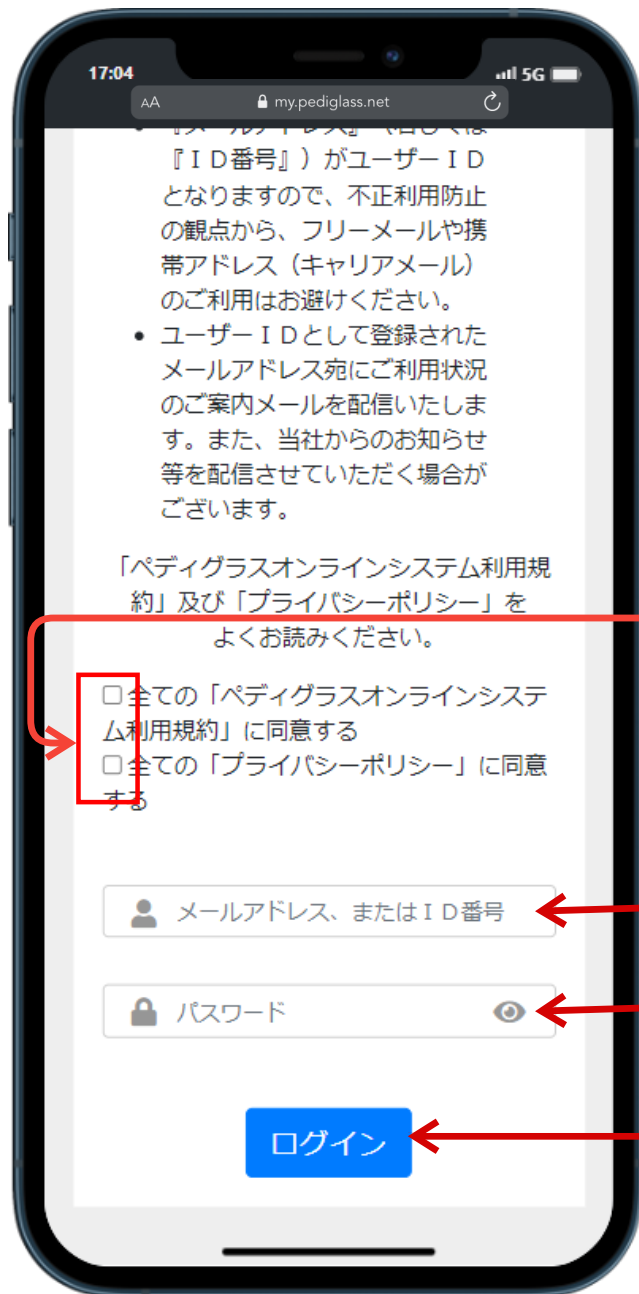 17:04
5G
AA
my.pediglass.net
『ＩＤ番号』）がユーザーＩＤ
となりますので、不正利用防止
の観点から、フリーメールや携
帯アドレス（キャリアメール）
のご利用はお避けください。
• ユーザーＩＤとして登録された
メールアドレス宛にご利用状況
のご案内メールを配信いたしま
す。また、当社からのお知らせ
等を配信させていただく場合が
ございます。
「ペディグラスオンラインシステム利用規
約」及び「プライバシーポリシー」を
よくお読みください。
全ての「ペディグラスオンラインシステ
ム利用規約」に同意する
全ての「プライバシーポリシー」に同意
する
メールアドレス、またはＩＤ番号
パスワード
ログイン